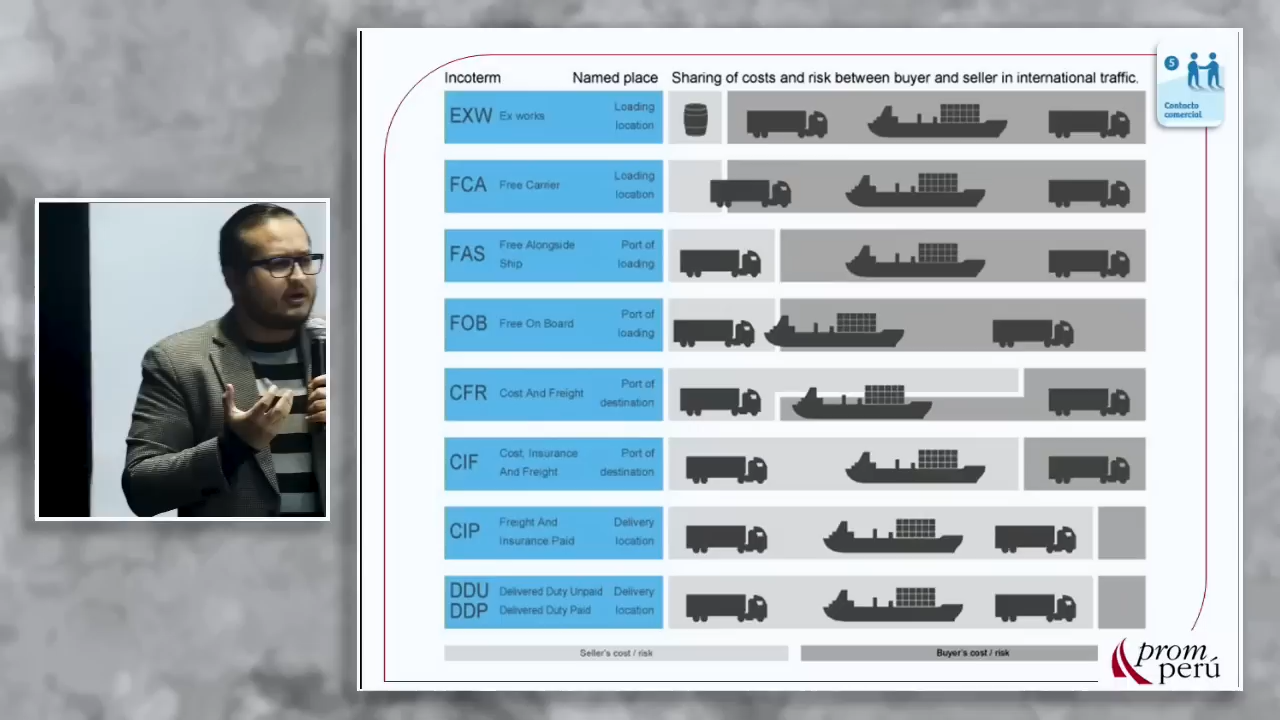 Incoterm Named place Sharing of costs and risk between buyer and seller in international traffic.
5
Contacto
comercial
EXW Ex works Loading
location
FCA Free Carrier Loading
location
FAS Free Alongside Port of
Ship loading
FOB Free On Board Port of
loading
CFR Cost And Freight Port of
destination
CIF Cost, Insurance Port of
And Freight destination
CIP Freight And Delivery
Insurance Paid location
DDU Delivered Duty Unpaid Delivery
DDP Delivered Duty Paid location
Seller's cost / risk Buyer's cost / risk
prom
perú